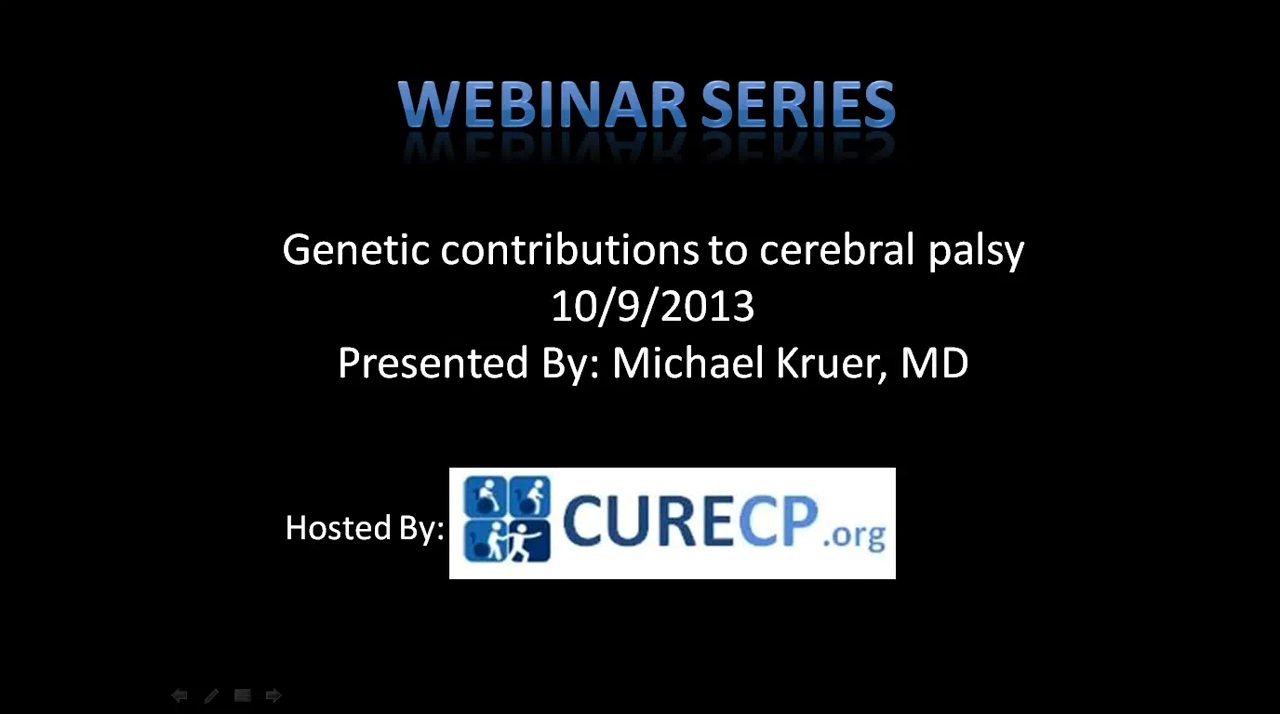 WEBINAR SERIES
Genetic contributions to cerebral palsy
10/9/2013
Presented By: Michael Kruer, MD
Hosted By: CURECP.org